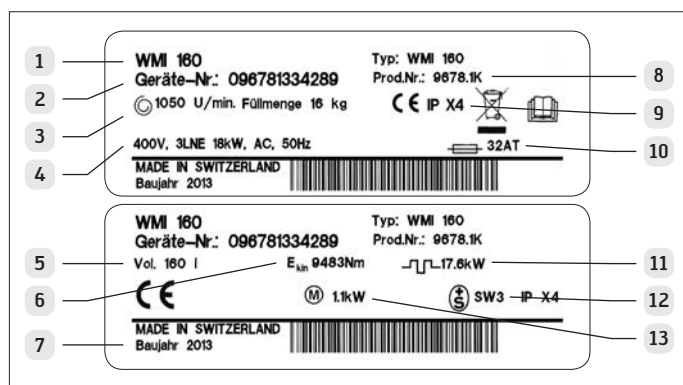 1
WMI 160
Typ: WMI 160
2
Geräte-Nr.: 096781334289
Prod.Nr.: 9678.1K
8
3
1050 U/min. Füllmenge 16 kg
CE IP X4
9
4
400V, 3LNE 18kW, AC, 50Hz
32AT
10
MADE IN SWITZERLAND
Baujahr 2013
WMI 160
Typ: WMI 160
Geräte-Nr.: 096781334289
Prod.Nr.: 9678.1K
5
Vol. 160 l
Ekin 9483Nm
17.6kW
11
6
CE
M 1.1kW
+S SW3 IP X4
12
13
7
MADE IN SWITZERLAND
Baujahr 2013